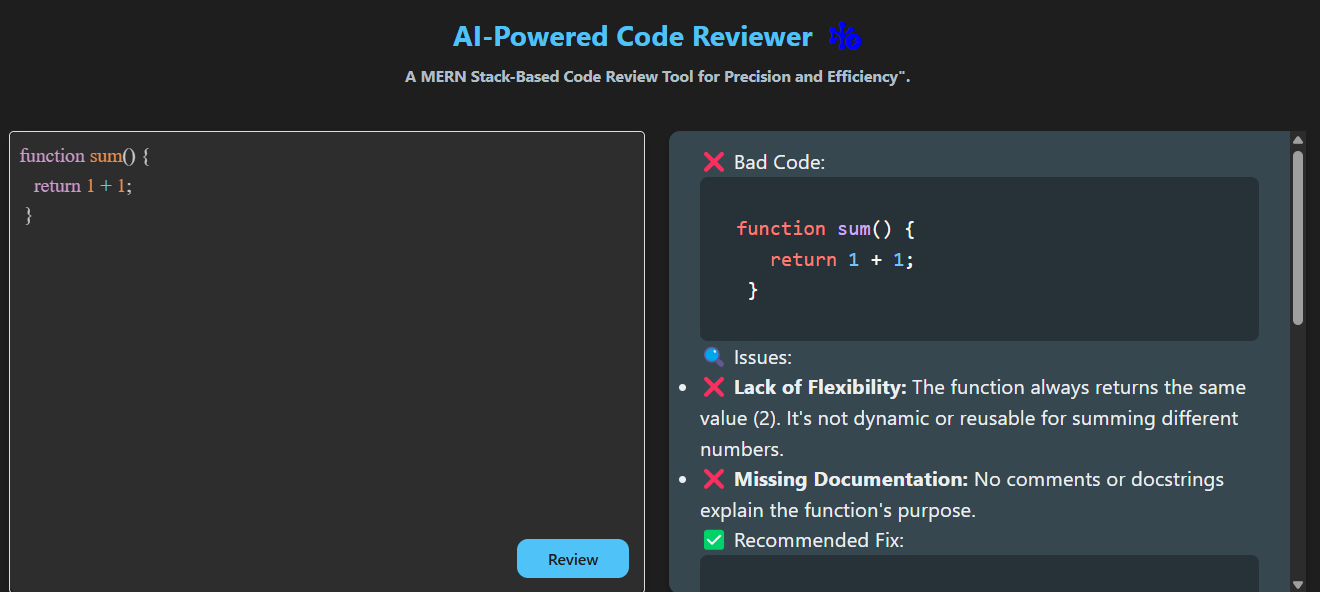 AI-Powered Code Reviewer
A MERN Stack-Based Code Review Tool for Precision and Efficiency".
function sum() {
return 1 + 1;
}
Review
❌ Bad Code:
function sum() {
return 1 + 1;
}
🔍 Issues:
• ❌ Lack of Flexibility: The function always returns the same
value (2). It's not dynamic or reusable for summing different
numbers.
• ❌ Missing Documentation: No comments or docstrings
explain the function's purpose.
✅ Recommended Fix: